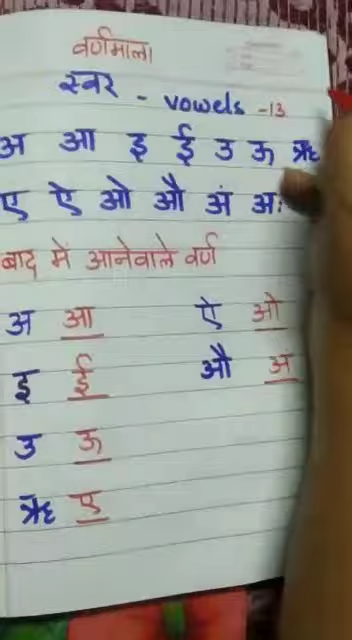 वर्णमाला
स्वर - vowels -13
अ आ इ ई उ ऊ ऋ
ए ऐ ओ औ अं अः
बाद में आनेवाले वर्ण
अ आ ऐ ओ
इ ई औ अं
उ ऊ
ऋ ए